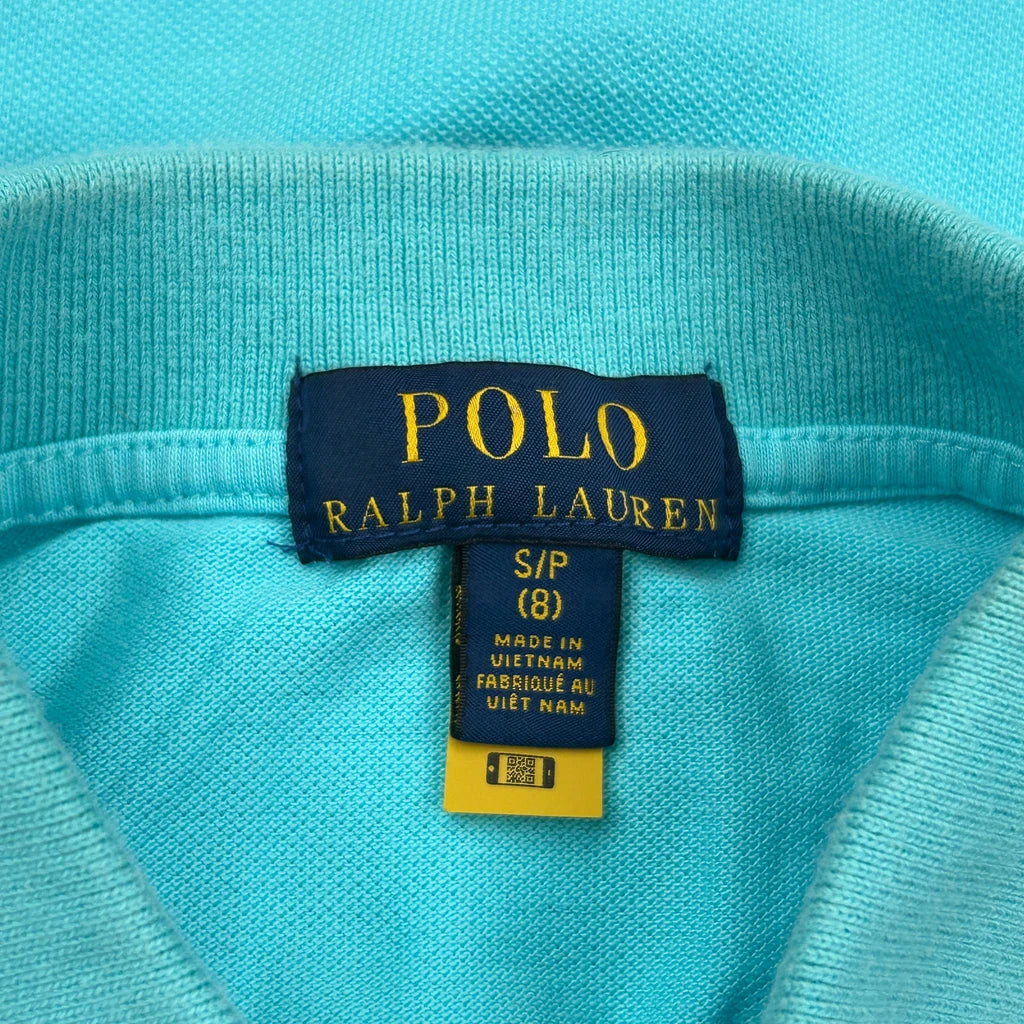 POLO
RALPH LAUREN
S/P
(8)
MADE IN
VIETNAM
FABRIQUÉ AU
VIÊT NAM